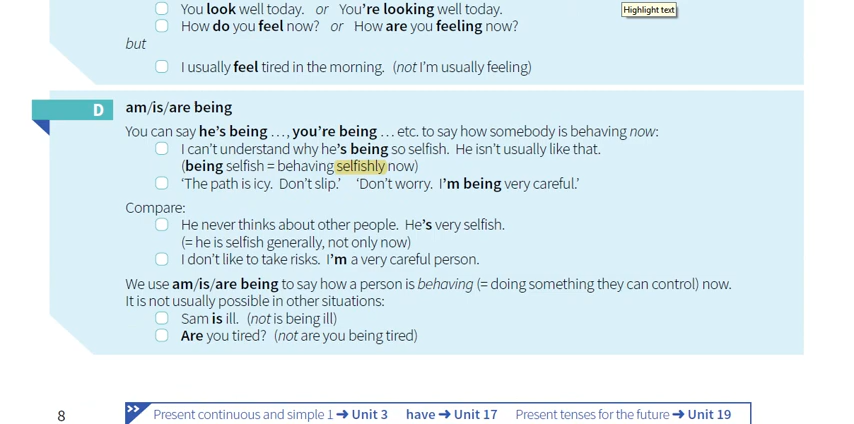 You look well today. or You're looking well today.
Highlight text
How do you feel now? or How are you feeling now?
but
I usually feel tired in the morning. (not I'm usually feeling)
D am/is/are being
You can say he's being …, you're being … etc. to say how somebody is behaving now:
I can't understand why he's being so selfish. He isn't usually like that.
(being selfish = behaving selfishly now)
'The path is icy. Don't slip.' 'Don't worry. I'm being very careful.'
Compare:
He never thinks about other people. He's very selfish.
(= he is selfish generally, not only now)
I don't like to take risks. I'm a very careful person.
We use am/is/are being to say how a person is behaving (= doing something they can control) now.
It is not usually possible in other situations:
Sam is ill. (not is being ill)
Are you tired? (not are you being tired)
8
>> Present continuous and simple 1 ➜ Unit 3 have ➜ Unit 17 Present tenses for the future ➜ Unit 19